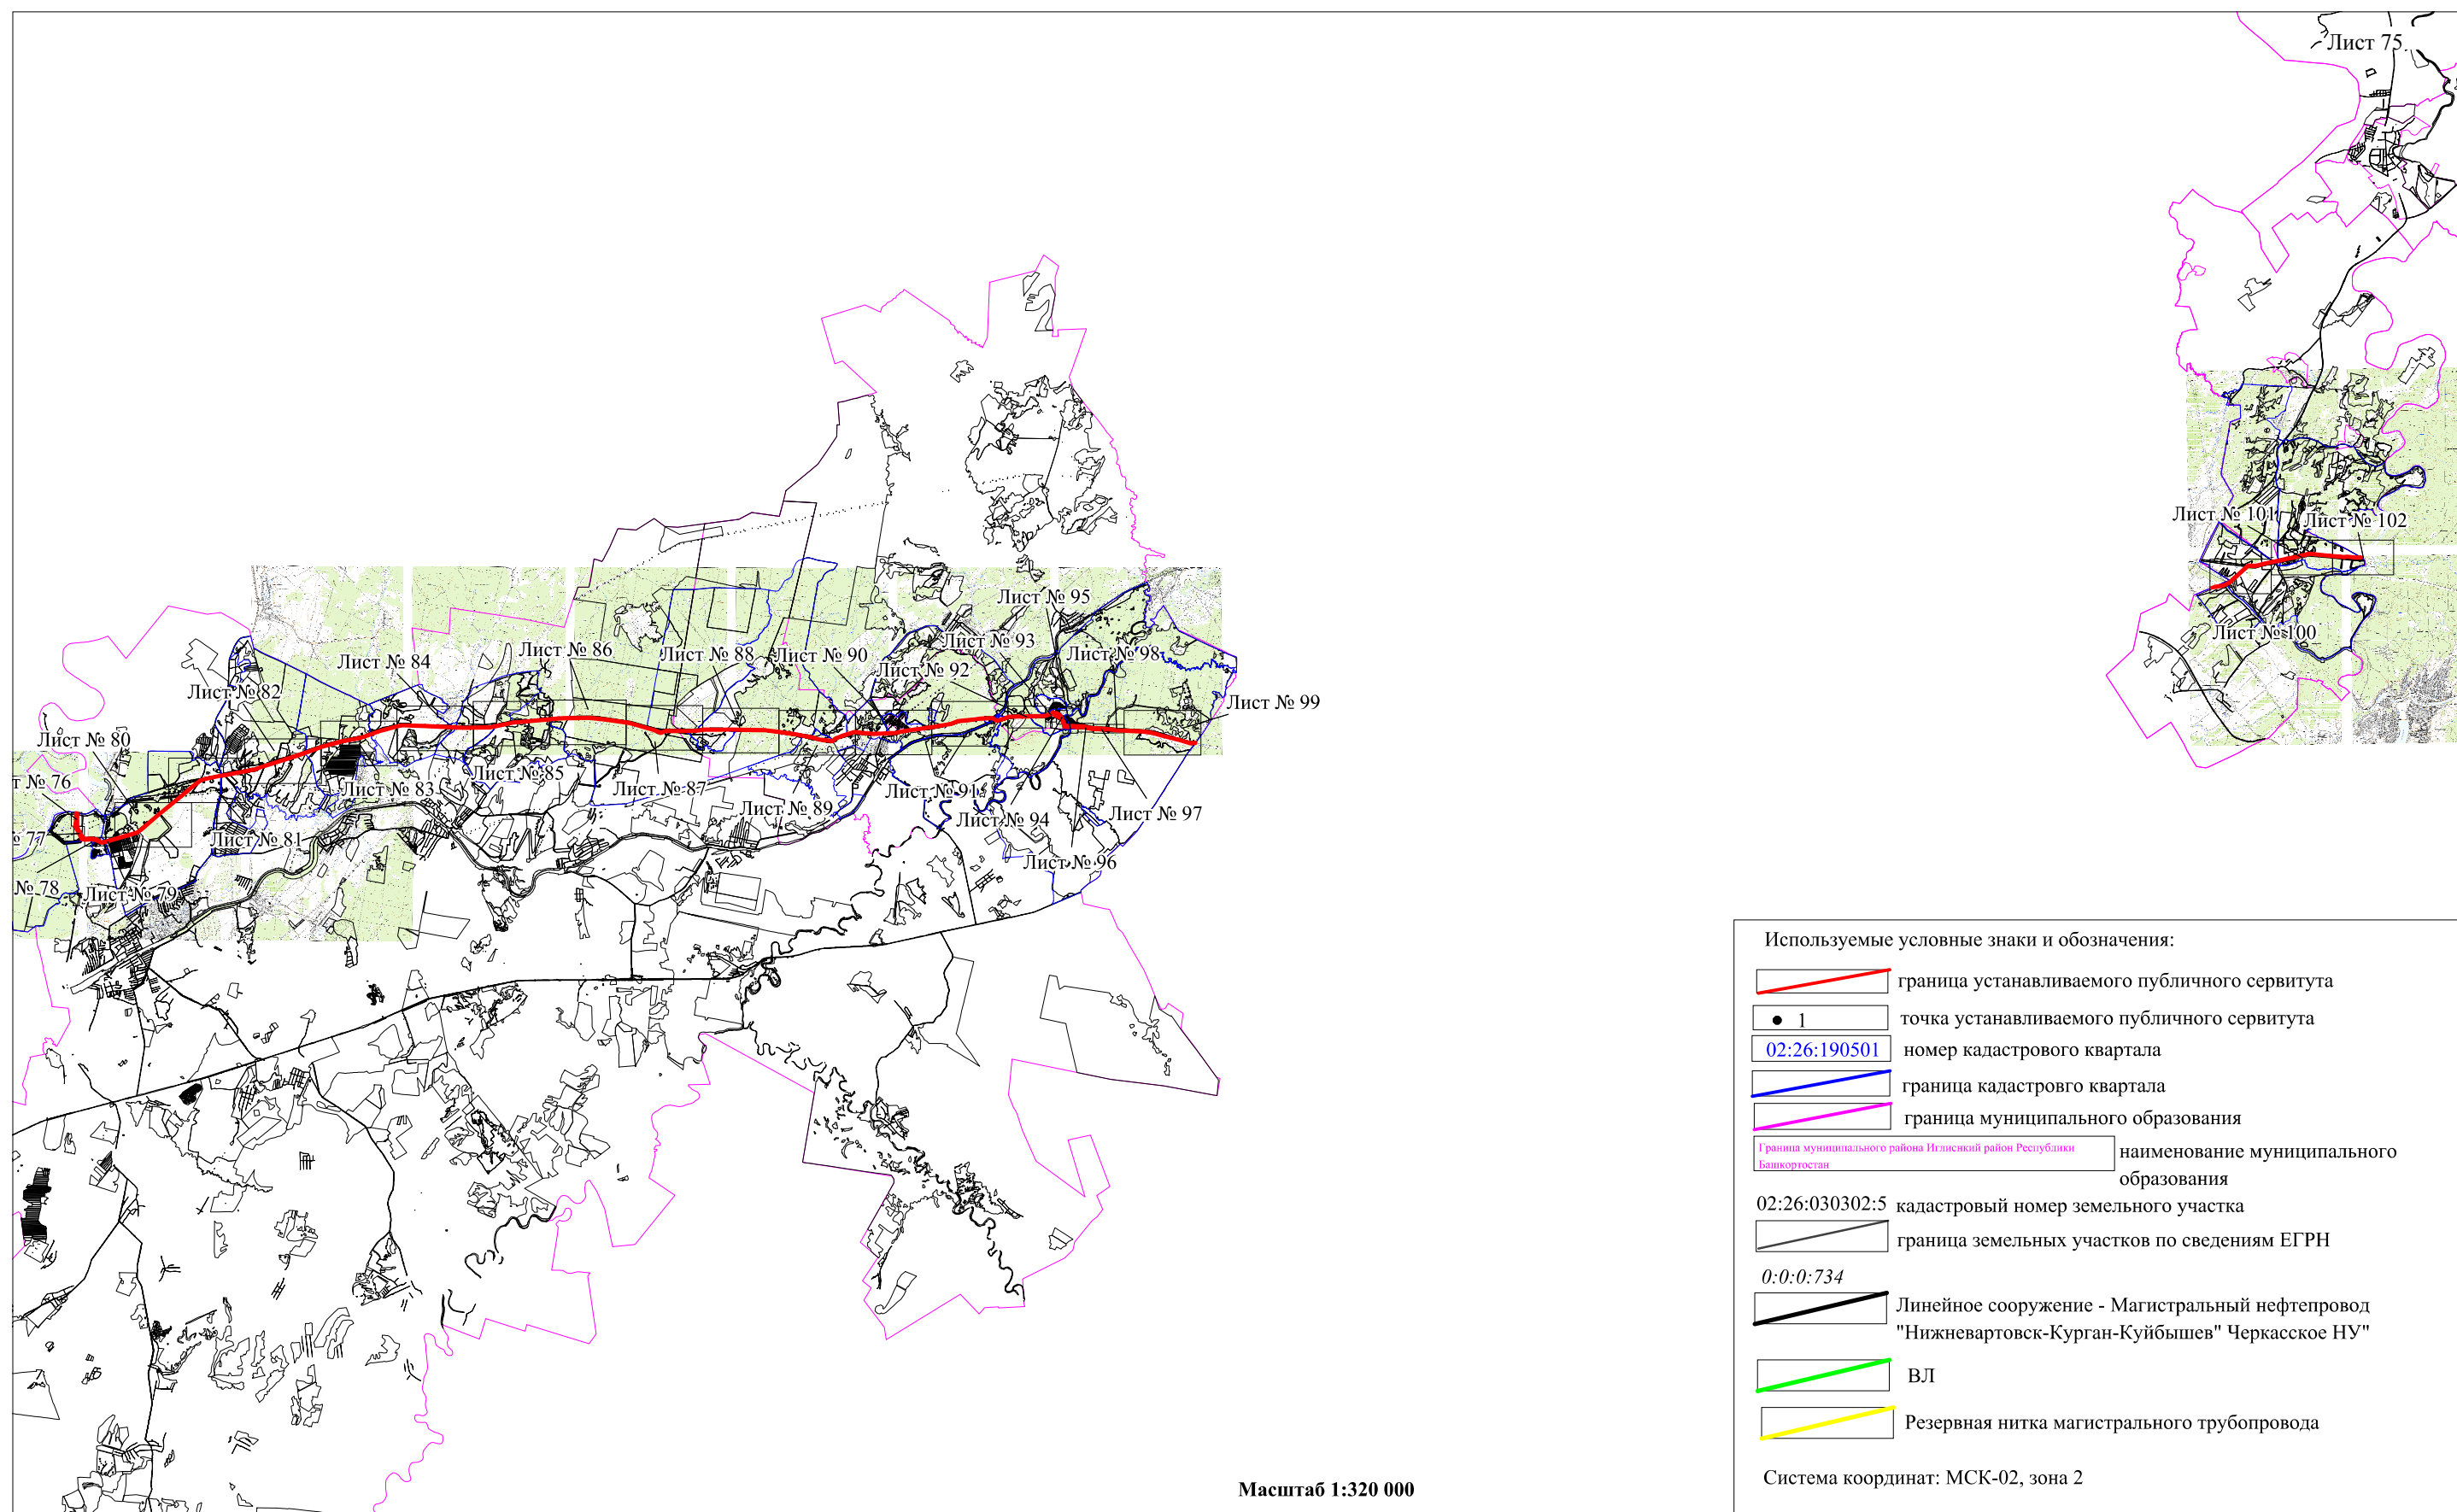 Лист 75
Лист № 101
Лист № 102
Лист № 95
Лист № 100
Лист № 93
Лист № 86
Лист № 88
Лист № 90
Лист № 98
Лист № 84
Лист № 92
Лист № 82
Лист № 99
Лист № 80
т № 76
Лист № 85
Лист № 83
Лист № 87
Лист № 91
Лист № 89
Лист № 94
Лист № 97
№ 77
Лист № 81
Лист № 96
№ 78
Лист № 79
Используемые условные знаки и обозначения:
граница устанавливаемого публичного сервитута
1 точка устанавливаемого публичного сервитута
02:26:190501 номер кадастрового квартала
граница кадастровго квартала
граница муниципального образования
Граница муниципального района Иглисикий район Республики
Башкортостан
наименование муниципального
образования
02:26:030302:5 кадастровый номер земельного участка
граница земельных участков по сведениям ЕГРН
0:0:0:734
Линейное сооружение - Магистральный нефтепровод
"Нижневартовск-Курган-Куйбышев" Черкасское НУ"
ВЛ
Резервная нитка магистрального трубопровода
Система координат: МСК-02, зона 2
Масштаб 1:320 000